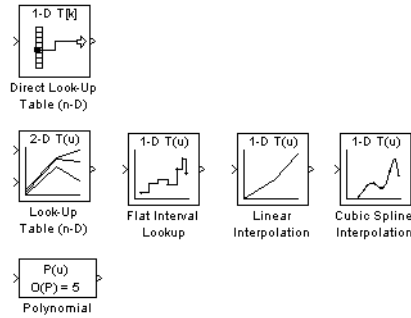 1-D T[k]
Direct Look-Up
Table (n-D)
2-D T(u)
Look-Up
Table (n-D)
1-D T(u)
Flat Interval
Lookup
1-D T(u)
Linear
Interpolation
1-D T(u)
Cubic Spline
Interpolation
P(u)
O(P) = 5
Polynomial